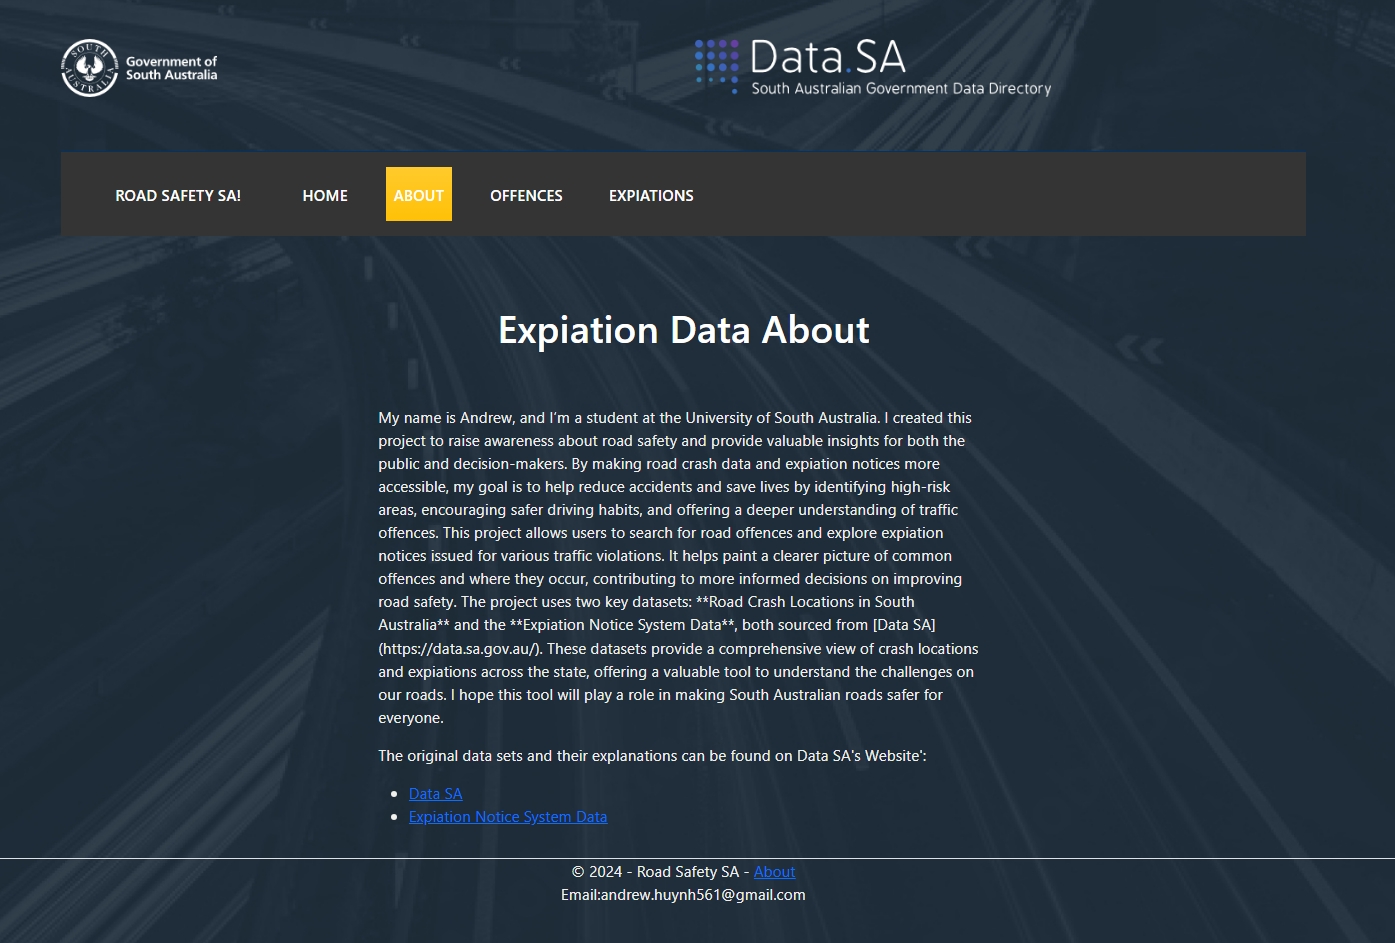 SOUTH AUSTRALIA
Government of
South Australia
Data.SA
South Australian Government Data Directory
ROAD SAFETY SA! HOME ABOUT OFFENCES EXPIATIONS
Expiation Data About
My name is Andrew, and I’m a student at the University of South Australia. I created this
project to raise awareness about road safety and provide valuable insights for both the
public and decision-makers. By making road crash data and expiation notices more
accessible, my goal is to help reduce accidents and save lives by identifying high-risk
areas, encouraging safer driving habits, and offering a deeper understanding of traffic
offences. This project allows users to search for road offences and explore expiation
notices issued for various traffic violations. It helps paint a clearer picture of common
offences and where they occur, contributing to more informed decisions on improving
road safety. The project uses two key datasets: **Road Crash Locations in South
Australia** and the **Expiation Notice System Data**, both sourced from [Data SA]
(https://data.sa.gov.au/). These datasets provide a comprehensive view of crash locations
and expiations across the state, offering a valuable tool to understand the challenges on
our roads. I hope this tool will play a role in making South Australian roads safer for
everyone.
The original data sets and their explanations can be found on Data SA's Website':
Data SA
Expiation Notice System Data
© 2024 - Road Safety SA - About
Email:andrew.huynh561@gmail.com